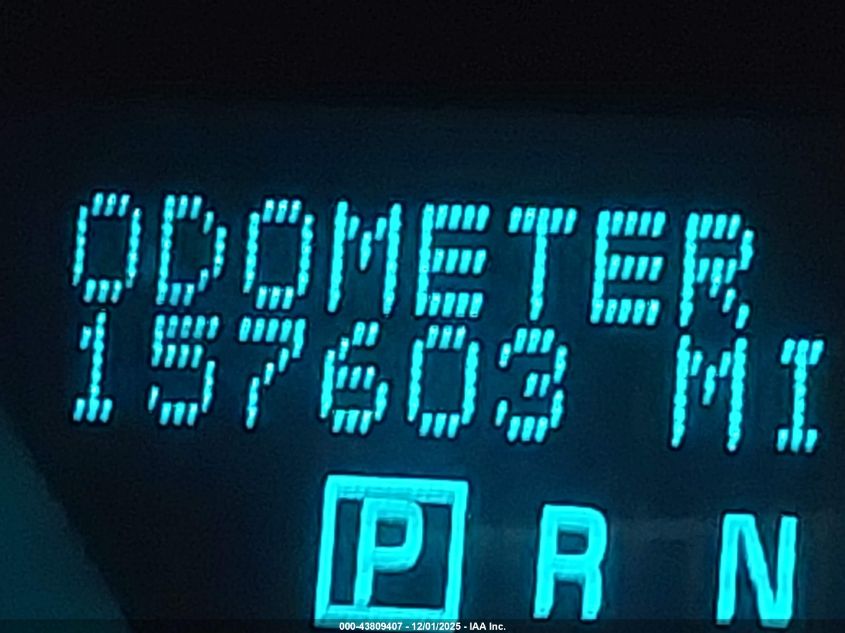 ODOMETER
157603 MI
P R N
000-43809407 - 12/01/2025 - IAA Inc.